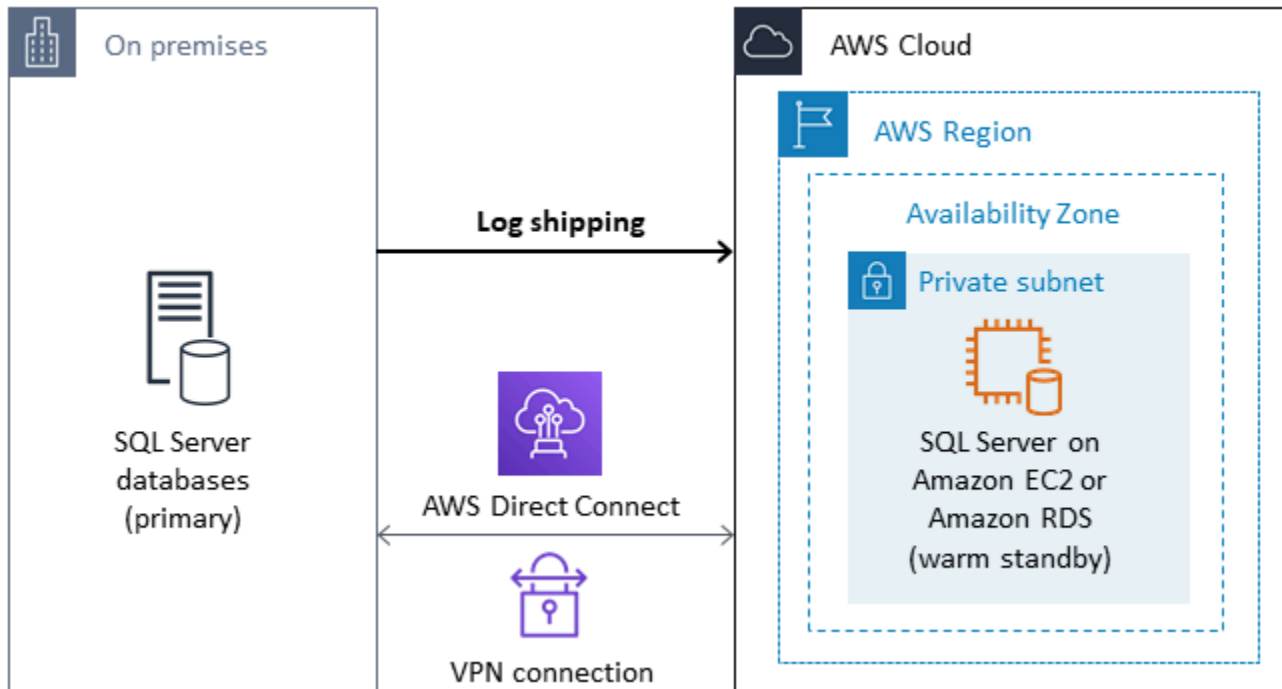 On premises
SQL Server
databases
(primary)
Log shipping
AWS Direct Connect
VPN connection
AWS Cloud
AWS Region
Availability Zone
Private subnet
SQL Server on
Amazon EC2 or
Amazon RDS
(warm standby)